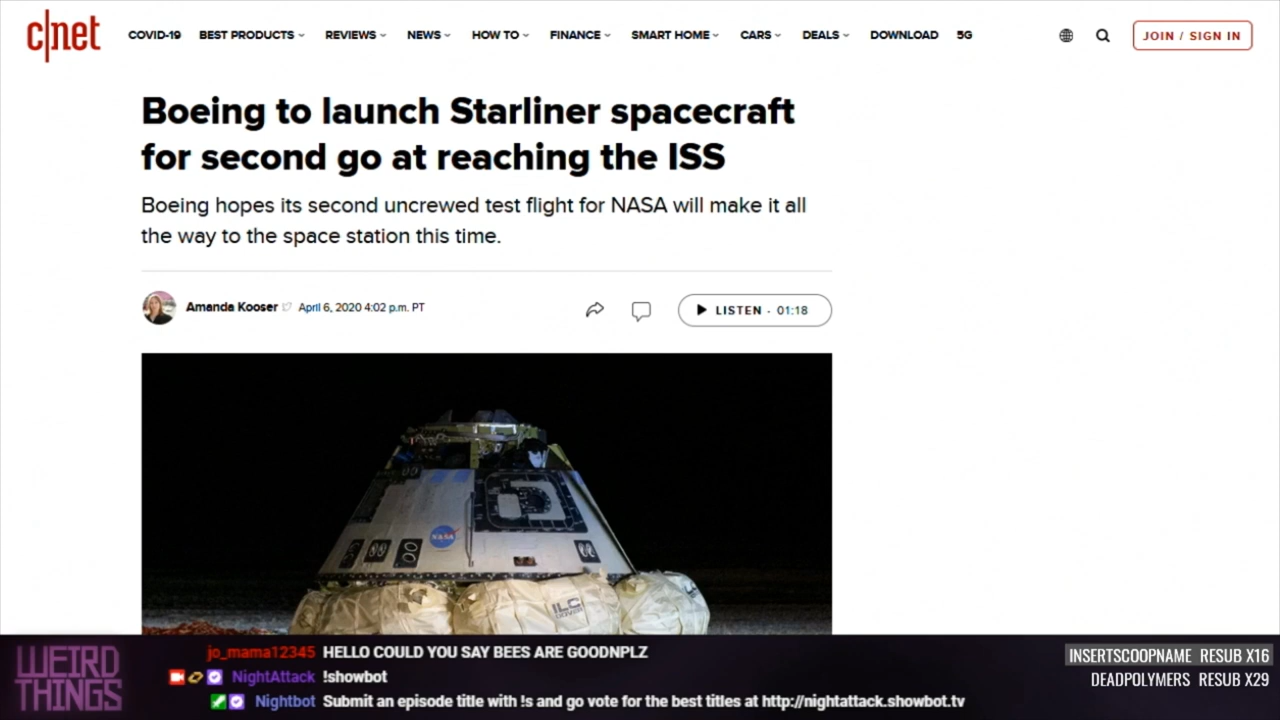 c|net
COVID-19 BEST PRODUCTS REVIEWS NEWS HOW TO FINANCE SMART HOME CARS DEALS DOWNLOAD 5G JOIN / SIGN IN
Boeing to launch Starliner spacecraft
for second go at reaching the ISS
Boeing hopes its second uncrewed test flight for NASA will make it all
the way to the space station this time.
Amanda Kooser April 6, 2020 4:02 p.m. PT
LISTEN - 01:18
NASA
ILC
DOVER
WEIRD
THINGS
jo_mama12345 HELLO COULD YOU SAY BEES ARE GOODNPLZ
NightAttack !showbot
Nightbot Submit an episode title with !s and go vote for the best titles at http://nightattack.showbot.tv
INSERTSCOOPNAME RESUB X16
DEADPOLYMERS RESUB X29